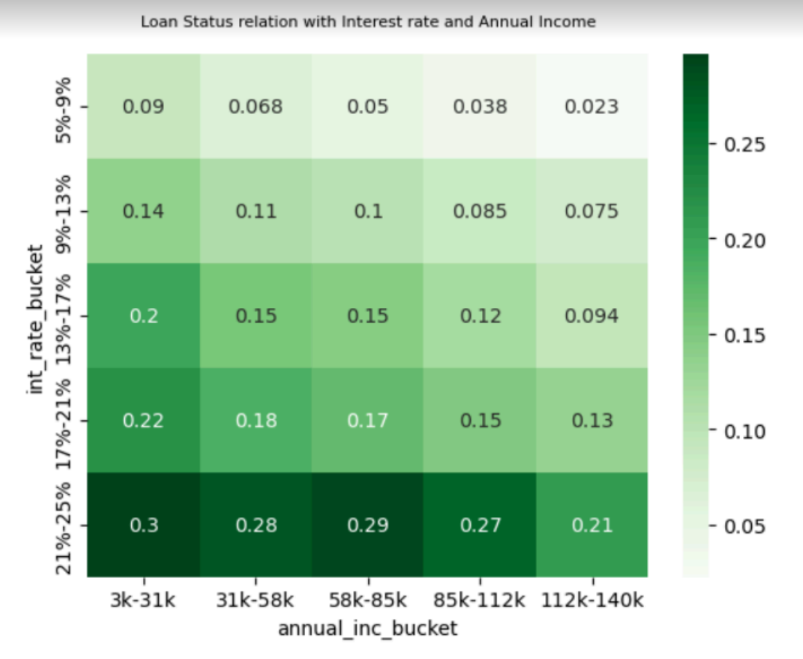 Loan Status relation with Interest rate and Annual Income
int_rate_bucket
5%-9% 0.09 0.068 0.05 0.038 0.023
9%-13% 0.14 0.11 0.1 0.085 0.075
13%-17% 0.2 0.15 0.15 0.12 0.094
17%-21% 0.22 0.18 0.17 0.15 0.13
21%-25% 0.3 0.28 0.29 0.27 0.21
3k-31k 31k-58k 58k-85k 85k-112k 112k-140k
annual_inc_bucket
0.25
0.20
0.15
0.10
0.05